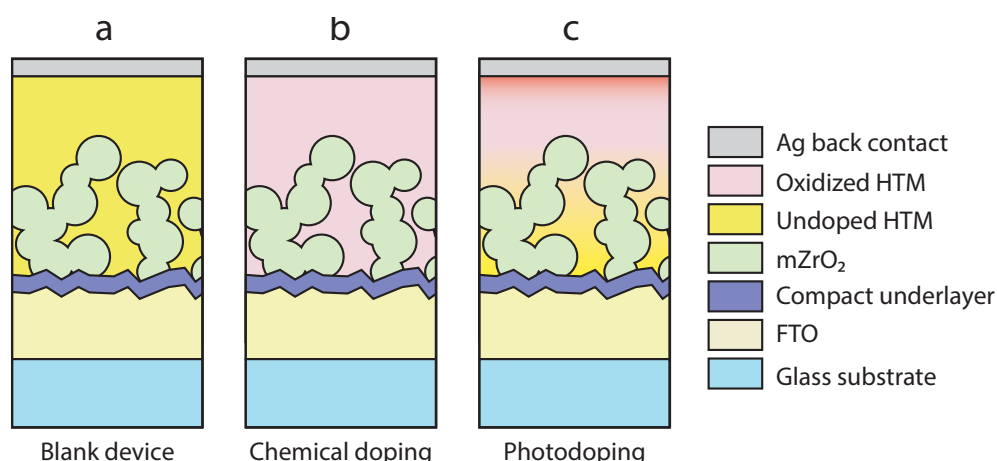 a
b
c
Ag back contact
Oxidized HTM
Undoped HTM
mZrO₂
Compact underlayer
FTO
Glass substrate
Blank device
Chemical doping
Photodoping